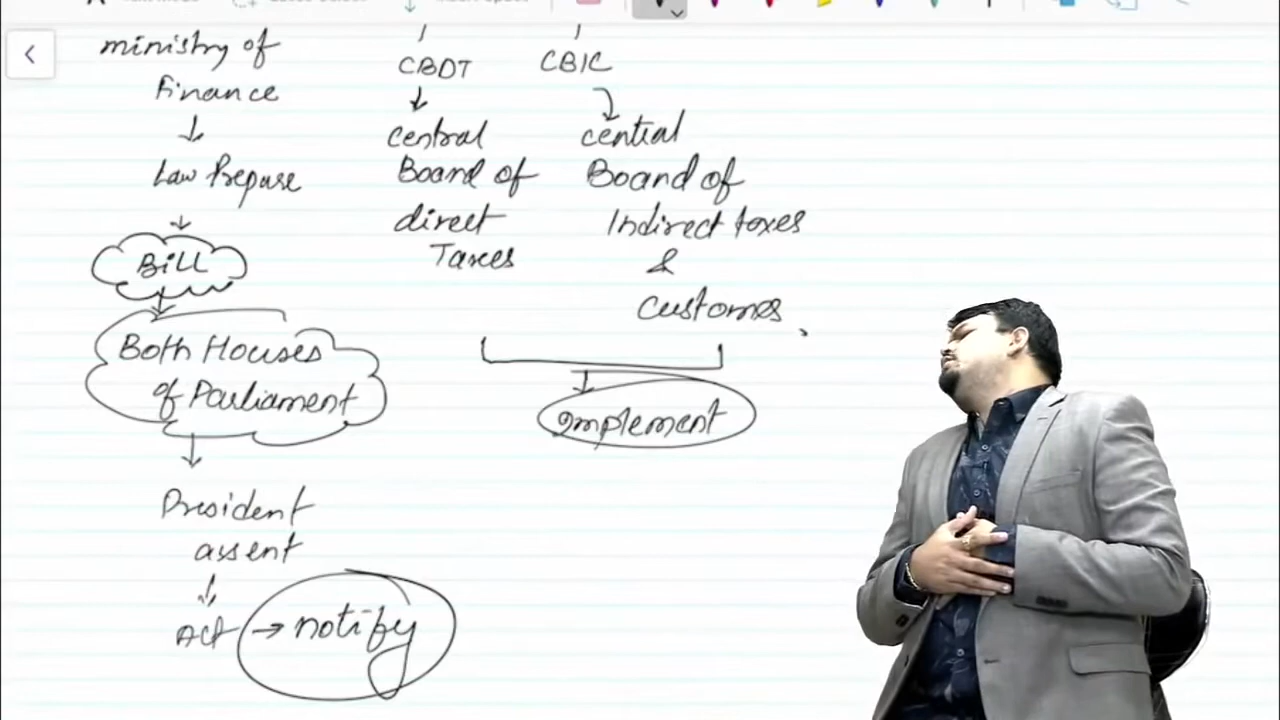 ministry of
Finance
Law Prepare
Bill
Both Houses
of Parliament
President
assent
Act → notify
CBDT
central
Board of
direct
Taxes
CBIC
central
Board of
Indirect taxes
&
Customes
implement